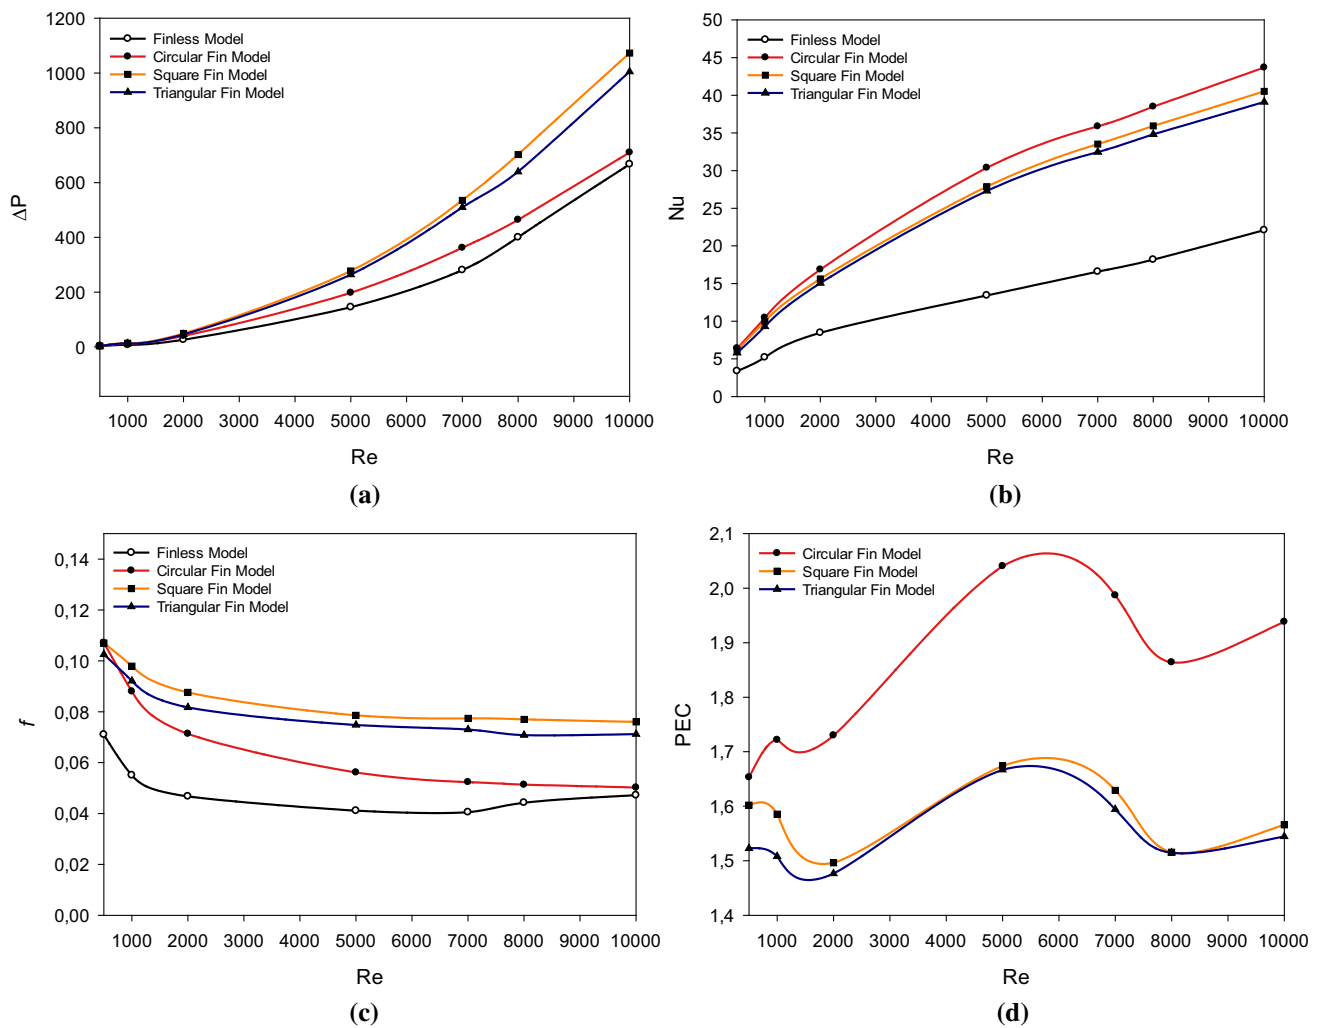 1200
1000
800
600
400
200
0
ΔP
Finless Model
Circular Fin Model
Square Fin Model
Triangular Fin Model
1000 2000 3000 4000 5000 6000 7000 8000 9000 10000
Re
(a)
50
45
40
35
30
25
20
15
10
5
0
Nu
Finless Model
Circular Fin Model
Square Fin Model
Triangular Fin Model
1000 2000 3000 4000 5000 6000 7000 8000 9000 10000
Re
(b)
0,14
0,12
0,10
0,08
0,06
0,04
0,02
0,00
f
Finless Model
Circular Fin Model
Square Fin Model
Triangular Fin Model
1000 2000 3000 4000 5000 6000 7000 8000 9000 10000
Re
(c)
2,1
2,0
1,9
1,8
1,7
1,6
1,5
1,4
PEC
Circular Fin Model
Square Fin Model
Triangular Fin Model
1000 2000 3000 4000 5000 6000 7000 8000 9000 10000
Re
(d)